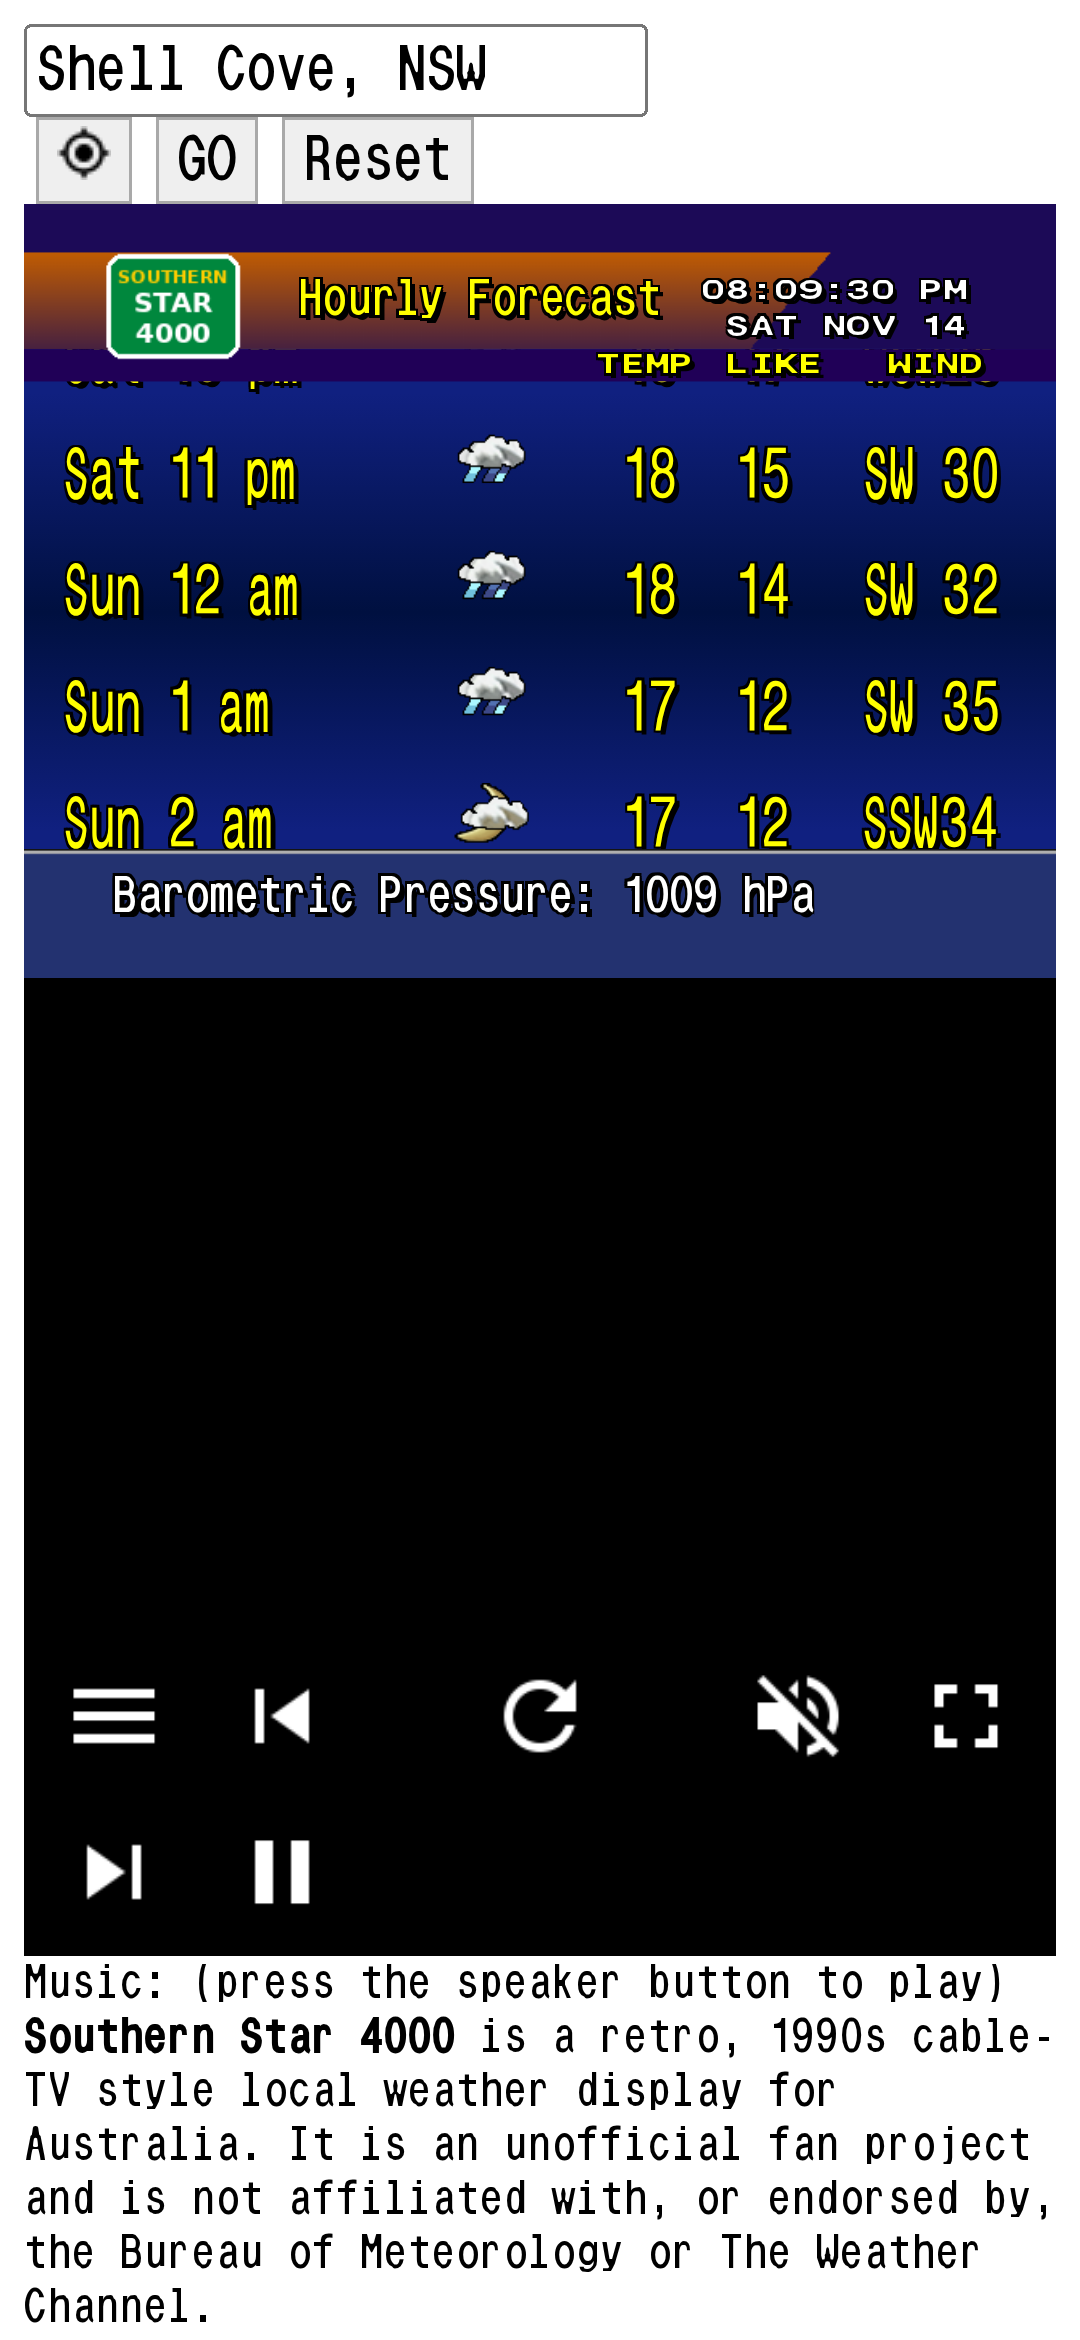 Shell Cove, NSW
GO Reset
SOUTHERN
STAR
4000
Hourly Forecast
08:09:30 PM
SAT NOV 14
TEMP LIKE WIND
Sat 11 pm 18 15 SW 30
Sun 12 am 18 14 SW 32
Sun 1 am 17 12 SW 35
Sun 2 am 17 12 SSW34
Barometric Pressure: 1009 hPa
Music: (press the speaker button to play)
Southern Star 4000 is a retro, 1990s cable-
TV style local weather display for
Australia. It is an unofficial fan project
and is not affiliated with, or endorsed by,
the Bureau of Meteorology or The Weather
Channel.